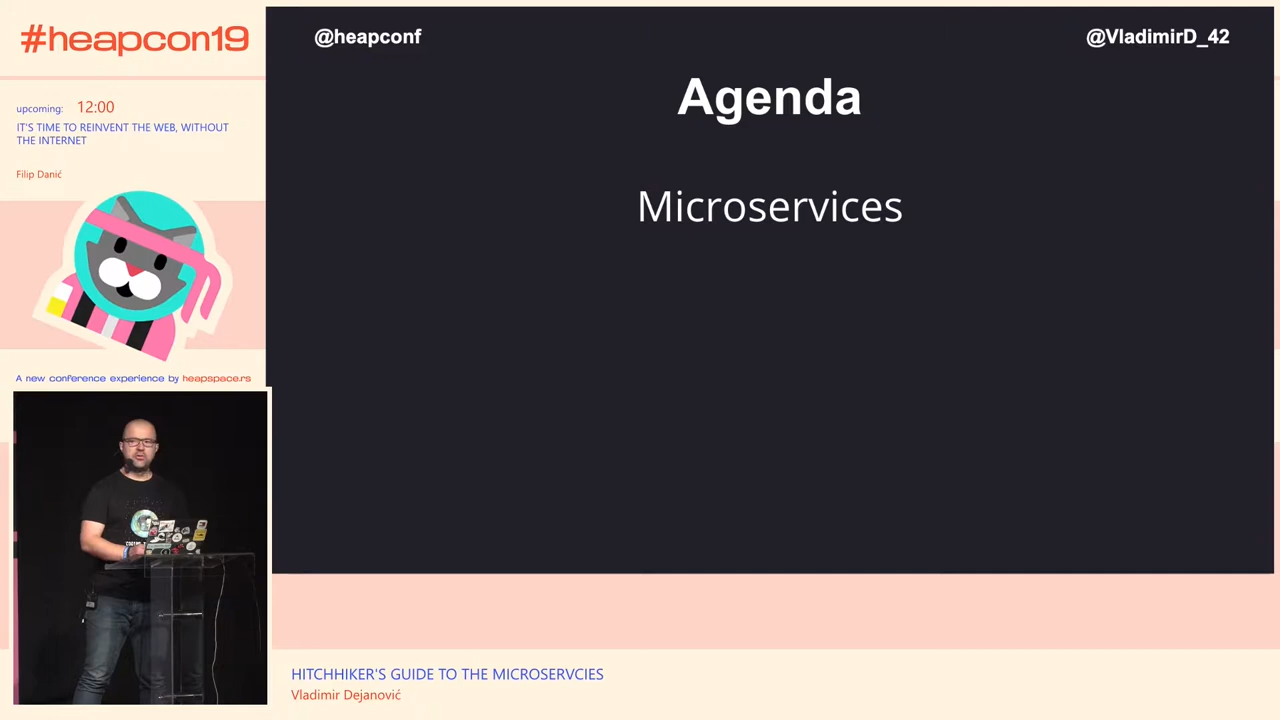 #heapcon19
upcoming: 12:00
IT'S TIME TO REINVENT THE WEB, WITHOUT
THE INTERNET
Filip Danić
A new conference experience by heapspace.rs
@heapconf
@VladimirD_42
Agenda
Microservices
HITCHHIKER'S GUIDE TO THE MICROSERVCIES
Vladimir Dejanović